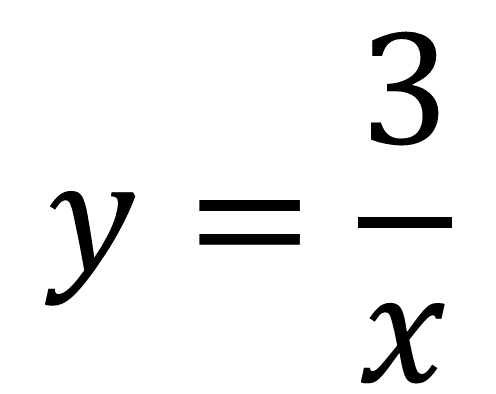 y = 3/x